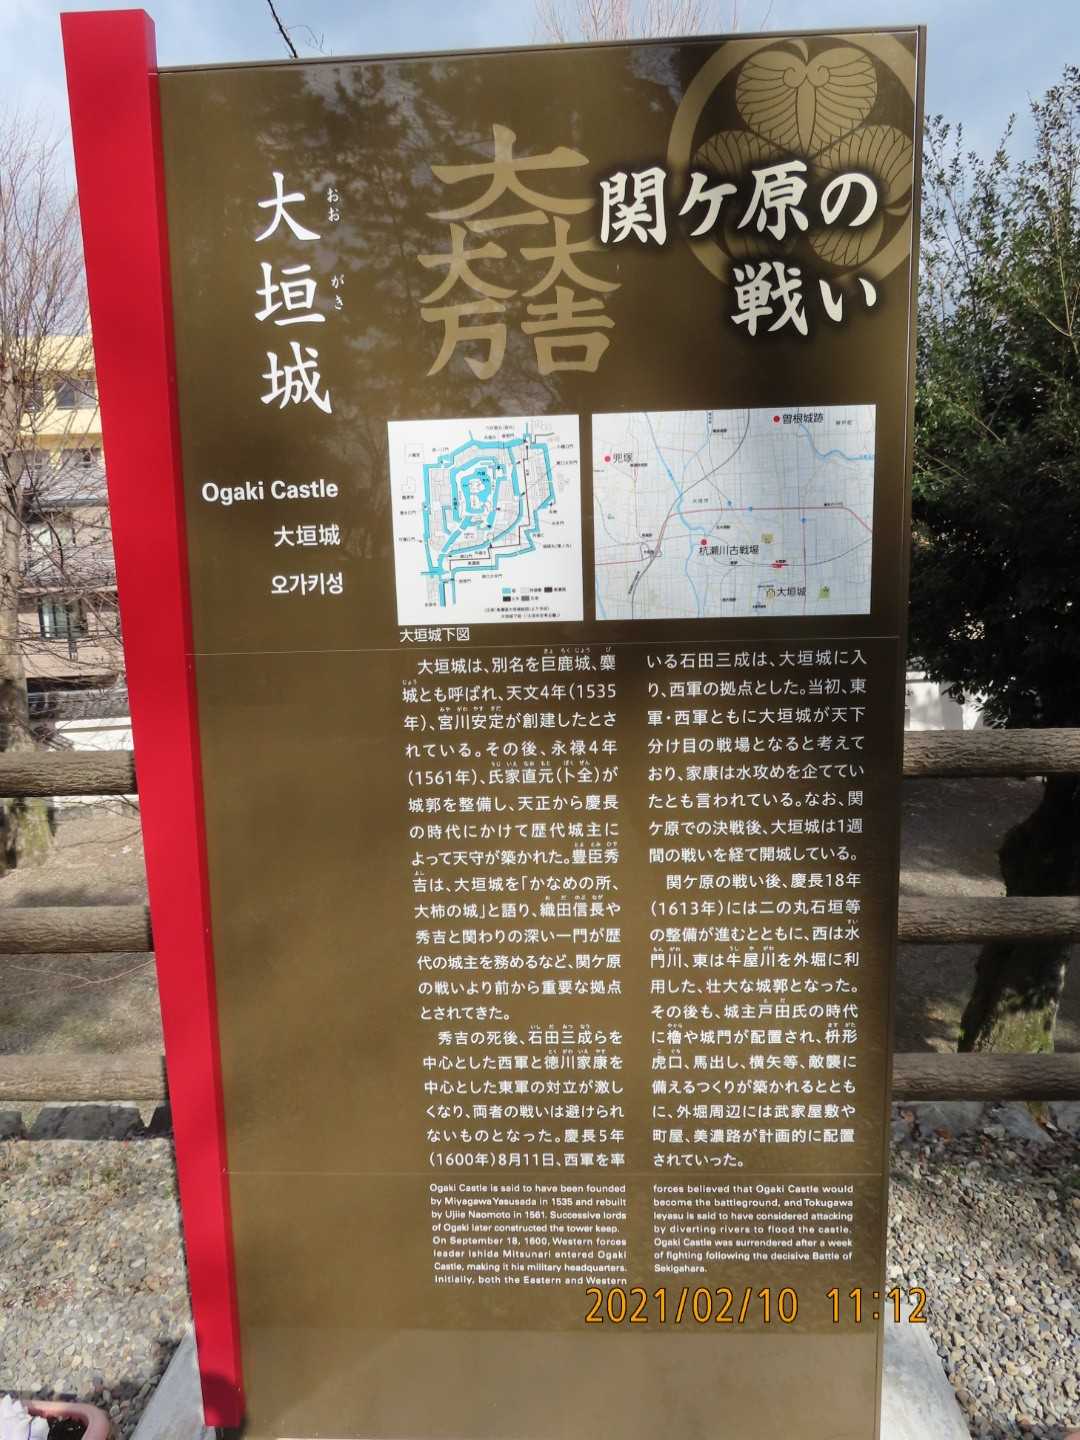 関ケ原の
戦い
大一大万大吉
大垣城
おお がき
Ogaki Castle
大垣城
오가키성
大垣城下図
曽根城跡
兜塚
杭瀬川古戦場
大垣城
大垣城は、別名を巨鹿城、麋
城とも呼ばれ、天文4年(1535
年)、宮川安定が創建したとさ
れている。その後、永禄4年
(1561年)、氏家直元(卜全)が
城郭を整備し、天正から慶長
の時代にかけて歴代城主に
よって天守が築かれた。豊臣秀
吉は、大垣城を「かなめの所、
大柿の城」と語り、織田信長や
秀吉と関わりの深い一門が歴
代の城主を務めるなど、関ケ原
の戦いより前から重要な拠点
とされてきた。
秀吉の死後、石田三成らを
中心とした西軍と徳川家康を
中心とした東軍の対立が激し
くなり、両者の戦いは避けられ
ないものとなった。慶長5年
(1600年)8月11日、西軍を率
いる石田三成は、大垣城に入
り、西軍の拠点とした。当初、東
軍・西軍ともに大垣城が天下
分け目の戦場となると考えて
おり、家康は水攻めを企ててい
たとも言われている。なお、関
ケ原での決戦後、大垣城は1週
間の戦いを経て開城している。
関ケ原の戦い後、慶長18年
(1613年)には二の丸石垣等
の整備が進むとともに、西は水
門川、東は牛屋川を外堀に利
用した、壮大な城郭となった。
その後も、城主戸田氏の時代
に櫓や城門が配置され、枡形
虎口、馬出し、横矢等、敵襲に
備えるつくりが築かれるととも
に、外堀周辺には武家屋敷や
町屋、美濃路が計画的に配置
されていった。
Ogaki Castle is said to have been founded
by Miyagawa Yasusada in 1535 and rebuilt
by Ujiie Naomoto in 1561. Successive lords
of Ogaki later constructed the tower keep.
On September 18, 1600, Western forces
leader Ishida Mitsunari entered Ogaki
Castle, making it his military headquarters.
Initially, both the Eastern and Western
forces believed that Ogaki Castle would
become the battleground, and Tokugawa
Ieyasu is said to have considered attacking
by diverting rivers to flood the castle.
Ogaki Castle was surrendered after a week
of fighting following the decisive Battle of
Sekigahara.
2021/02/10 11:12